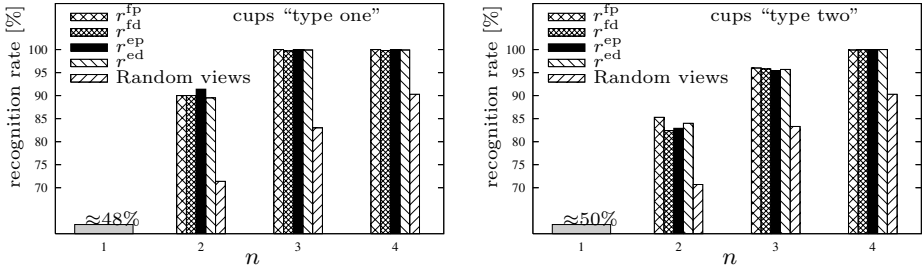 cups “type one”
recognition rate [%]
r^fp
r^fd
r^ep
r^ed
Random views
100
95
90
85
80
75
70
≈48%
1 2 3 4
n
cups “type two”
recognition rate [%]
r^fp
r^fd
r^ep
r^ed
Random views
100
95
90
85
80
75
70
≈50%
1 2 3 4
n